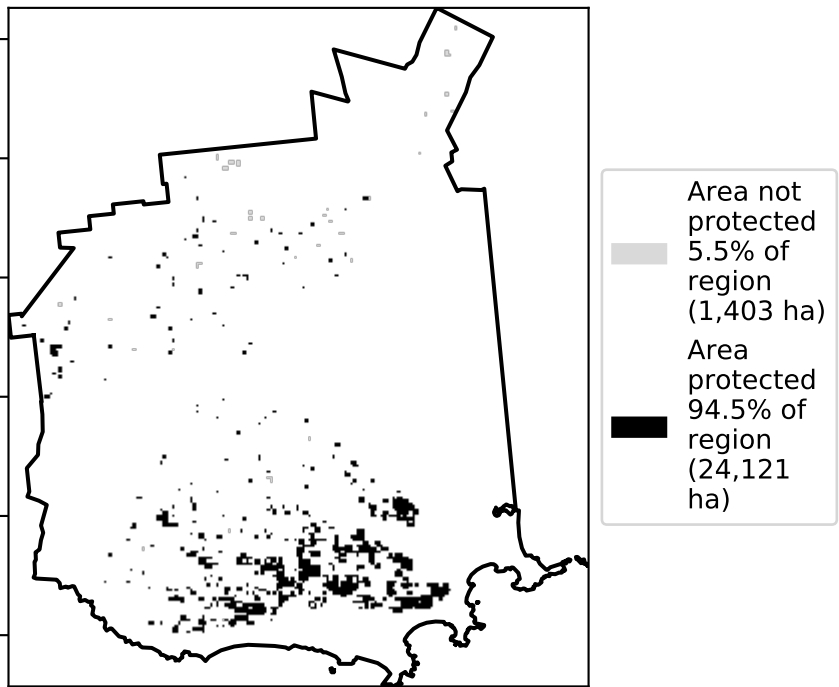 Area not
protected
5.5% of
region
(1,403 ha)
Area
protected
94.5% of
region
(24,121
ha)